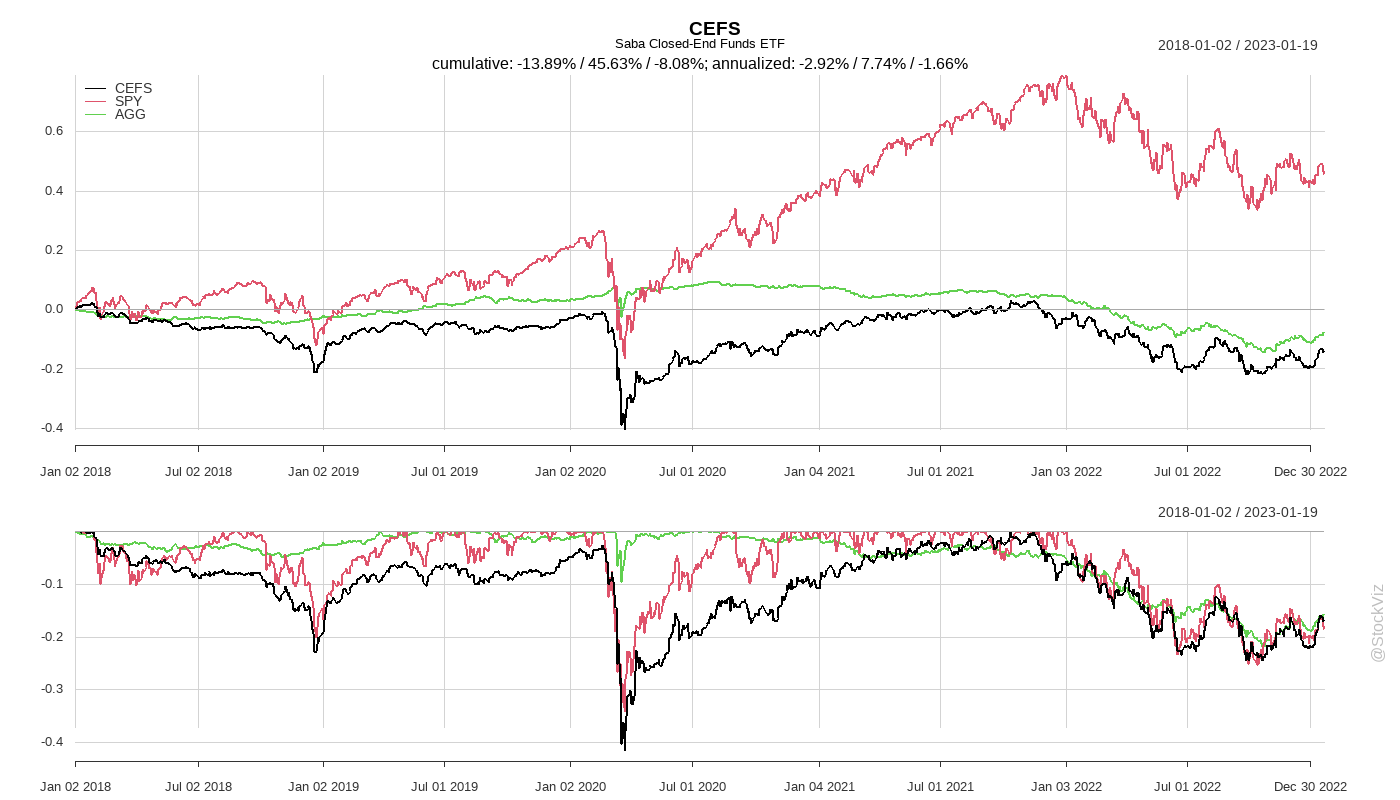 CEFS
Saba Closed-End Funds ETF
2018-01-02 / 2023-01-19
cumulative: -13.89% / 45.63% / -8.08%; annualized: -2.92% / 7.74% / -1.66%
CEFS
SPY
AGG
0.6
0.4
0.2
0.0
-0.2
-0.4
Jan 02 2018 Jul 02 2018 Jan 02 2019 Jul 01 2019 Jan 02 2020 Jul 01 2020 Jan 04 2021 Jul 01 2021 Jan 03 2022 Jul 01 2022 Dec 30 2022
2018-01-02 / 2023-01-19
-0.1
-0.2
-0.3
-0.4
Jan 02 2018 Jul 02 2018 Jan 02 2019 Jul 01 2019 Jan 02 2020 Jul 01 2020 Jan 04 2021 Jul 01 2021 Jan 03 2022 Jul 01 2022 Dec 30 2022
@StockViz